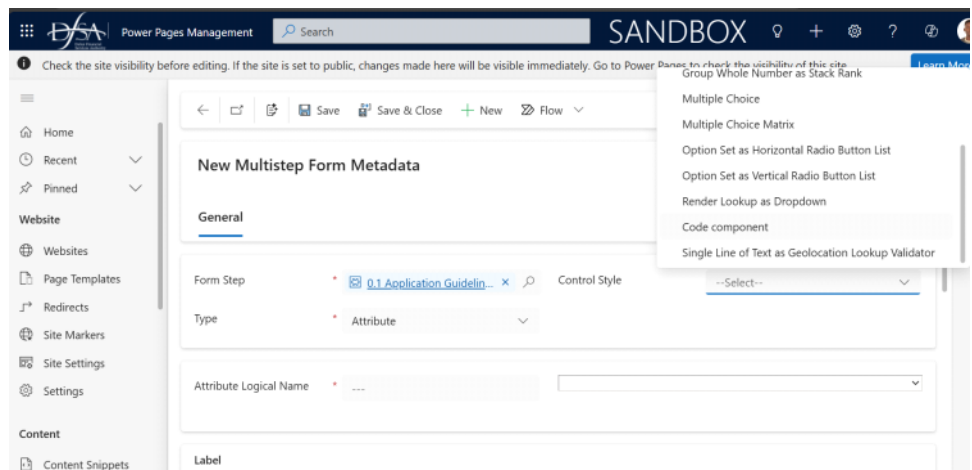 DFSA Power Pages Management Search SANDBOX
Check the site visibility before editing. If the site is set to public, changes made here will be visible immediately. Go to Power Pages to check the visibility of this site. Learn More
Group Whole Number as Stack Rank
Multiple Choice
Multiple Choice Matrix
Option Set as Horizontal Radio Button List
Option Set as Vertical Radio Button List
Render Lookup as Dropdown
Code component
Single Line of Text as Geolocation Lookup Validator
Save Save & Close New Flow
Home
Recent
Pinned
Website
Websites
Page Templates
Redirects
Site Markers
Site Settings
Settings
Content
Content Snippets
New Multistep Form Metadata
General
Form Step * 0.1 Application Guidelin... Control Style --Select--
Type * Attribute
Attribute Logical Name * ---
Label